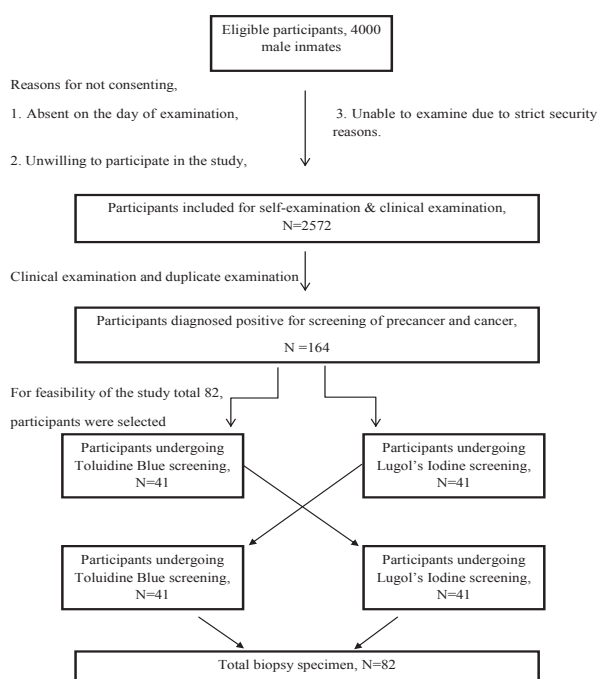 Eligible participants, 4000
male inmates
Reasons for not consenting,
1. Absent on the day of examination,
3. Unable to examine due to strict security
reasons.
2. Unwilling to participate in the study,
Participants included for self-examination & clinical examination,
N=2572
Clinical examination and duplicate examination
Participants diagnosed positive for screening of precancer and cancer,
N =164
For feasibility of the study total 82,
participants were selected
Participants undergoing
Toluidine Blue screening,
N=41
Participants undergoing
Lugol's Iodine screening,
N=41
Participants undergoing
Toluidine Blue screening,
N=41
Participants undergoing
Lugol's Iodine screening,
N=41
Total biopsy specimen, N=82